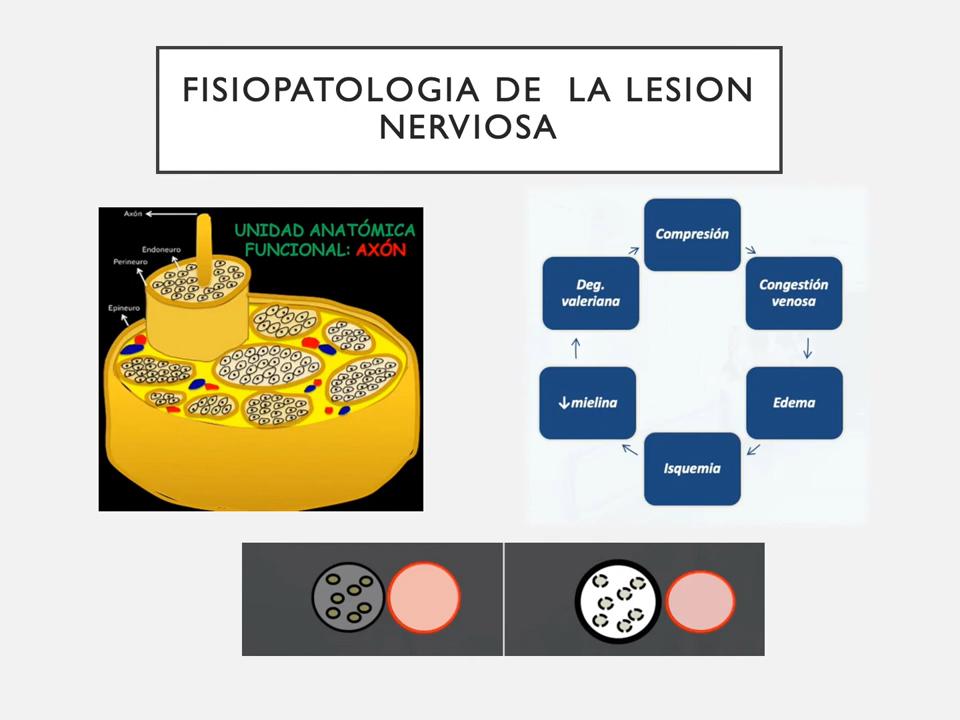 FISIOPATOLOGIA DE LA LESION
NERVIOSA
Axón
UNIDAD ANATÓMICA
FUNCIONAL: AXÓN
Endoneuro
Perineuro
Epineuro
Compresión
Congestión
venosa
Edema
Isquemia
↓mielina
Deg.
valeriana